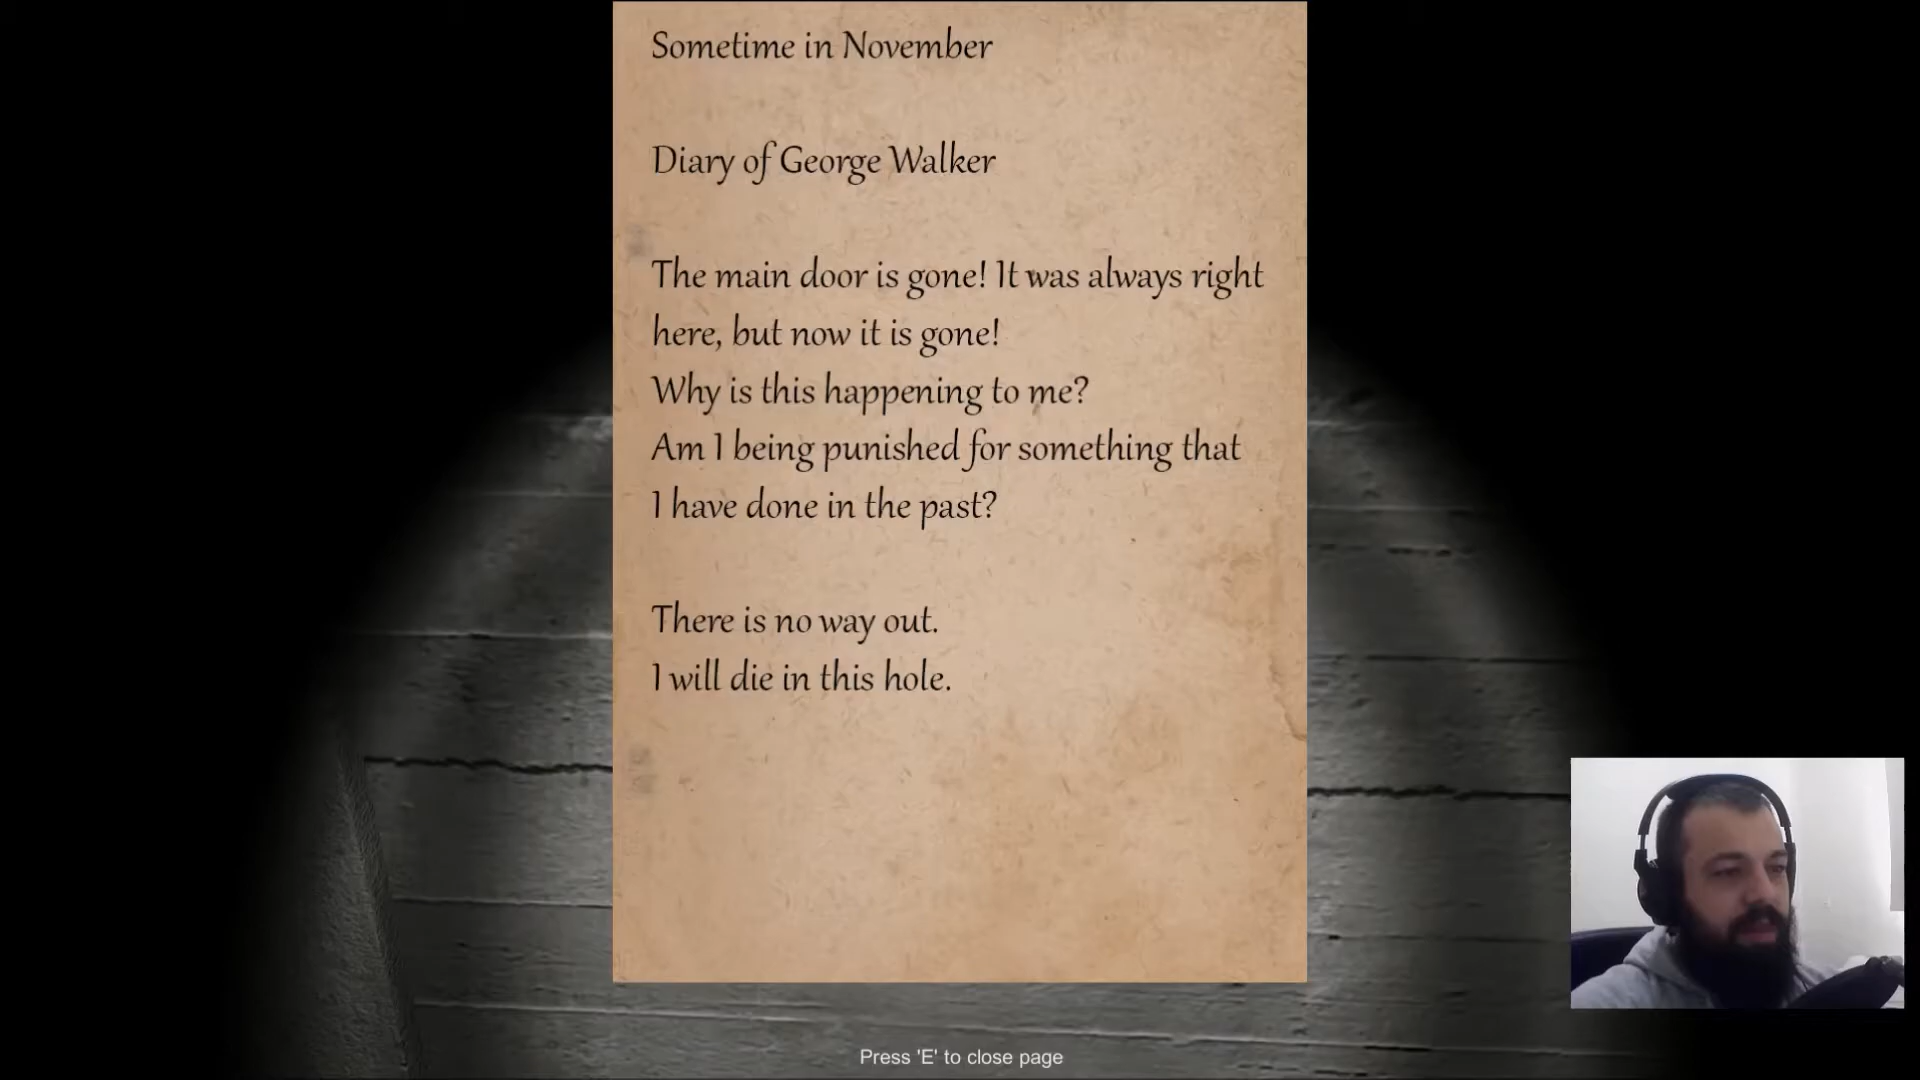 Sometime in November
Diary of George Walker
The main door is gone! It was always right
here, but now it is gone!
Why is this happening to me?
Am I being punished for something that
I have done in the past?
There is no way out.
I will die in this hole.
Press 'E' to close page